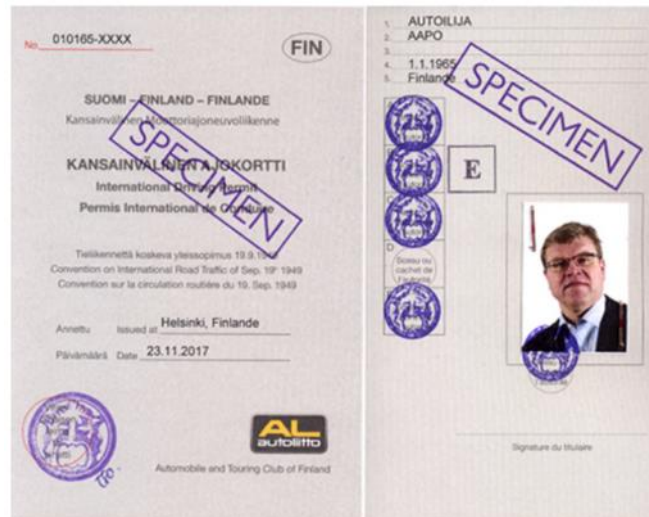 No. 010165-XXXX
FIN
SUOMI – FINLAND – FINLANDE
Kansainvälinen Moottoriajoneuvoliikenne
SPECIMEN
KANSAINVÄLINEN AJOKORTTI
International Driving Permit
Permis International de Conduire
Tieliikennettä koskeva yleissopimus 19.9.1949
Convention on International Road Traffic of Sep. 19th 1949
Convention sur la circulation routière du 19. Sep. 1949
Annettu Issued at Helsinki, Finlande
Päivämäärä Date 23.11.2017
AL
autoliitto
Automobile and Touring Club of Finland
1. AUTOILIJA
2. AAPO
3.
4. 1.1.1965
5. Finlande
SPECIMEN
E
D
Sceau ou
cachet de
l'autorité
Signature du titulaire